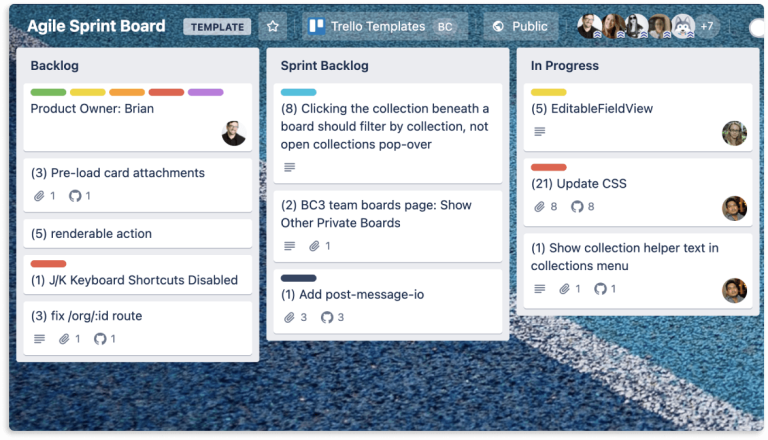 Agile Sprint Board
TEMPLATE
Trello Templates BC
Public
+7
Backlog
Product Owner: Brian
(3) Pre-load card attachments
1 1
(5) renderable action
(1) J/K Keyboard Shortcuts Disabled
(3) fix /org/:id route
1 1
Sprint Backlog
(8) Clicking the collection beneath a
board should filter by collection, not
open collections pop-over
(2) BC3 team boards page: Show
Other Private Boards
1
(1) Add post-message-io
3 3
In Progress
(5) EditableFieldView
(21) Update CSS
8 8
(1) Show collection helper text in
collections menu
1 1